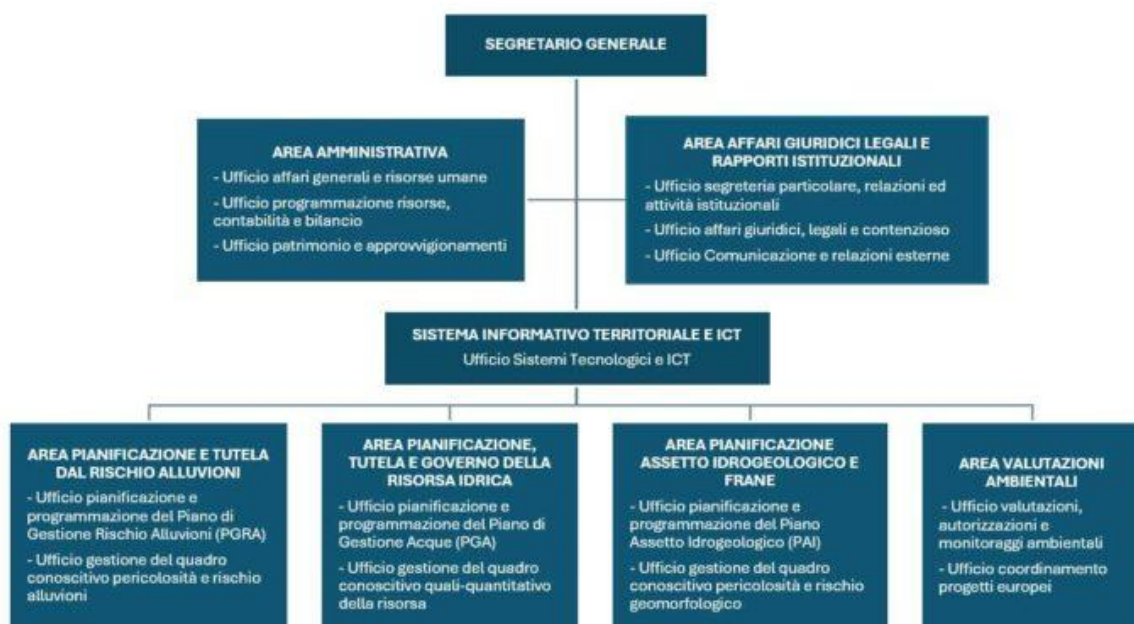 SEGRETARIO GENERALE
AREA AMMINISTRATIVA
- Ufficio affari generali e risorse umane
- Ufficio programmazione risorse,
contabilità e bilancio
- Ufficio patrimonio e approvvigionamenti
AREA AFFARI GIURIDICI LEGALI E
RAPPORTI ISTITUZIONALI
- Ufficio segreteria particolare, relazioni ed
attività istituzionali
- Ufficio affari giuridici, legali e contenzioso
- Ufficio Comunicazione e relazioni esterne
SISTEMA INFORMATIVO TERRITORIALE E ICT
Ufficio Sistemi Tecnologici e ICT
AREA PIANIFICAZIONE E TUTELA
DAL RISCHIO ALLUVIONI
- Ufficio pianificazione e
programmazione del Piano di
Gestione Rischio Alluvioni (PGRA)
- Ufficio gestione del quadro
conoscitivo pericolosità e rischio
alluvioni
AREA PIANIFICAZIONE,
TUTELA E GOVERNO DELLA
RISORSA IDRICA
- Ufficio pianificazione e
programmazione del Piano di
Gestione Acque (PGA)
- Ufficio gestione del quadro
conoscitivo quali-quantitativo
della risorsa
AREA PIANIFICAZIONE
ASSETTO IDROGEOLOGICO E
FRANE
- Ufficio pianificazione e
programmazione del Piano
Assetto Idrogeologico (PAI)
- Ufficio gestione del quadro
conoscitivo pericolosità e rischio
geomorfologico
AREA VALUTAZIONI
AMBIENTALI
- Ufficio valutazioni,
autorizzazioni e
monitoraggi ambientali
- Ufficio coordinamento
progetti europei